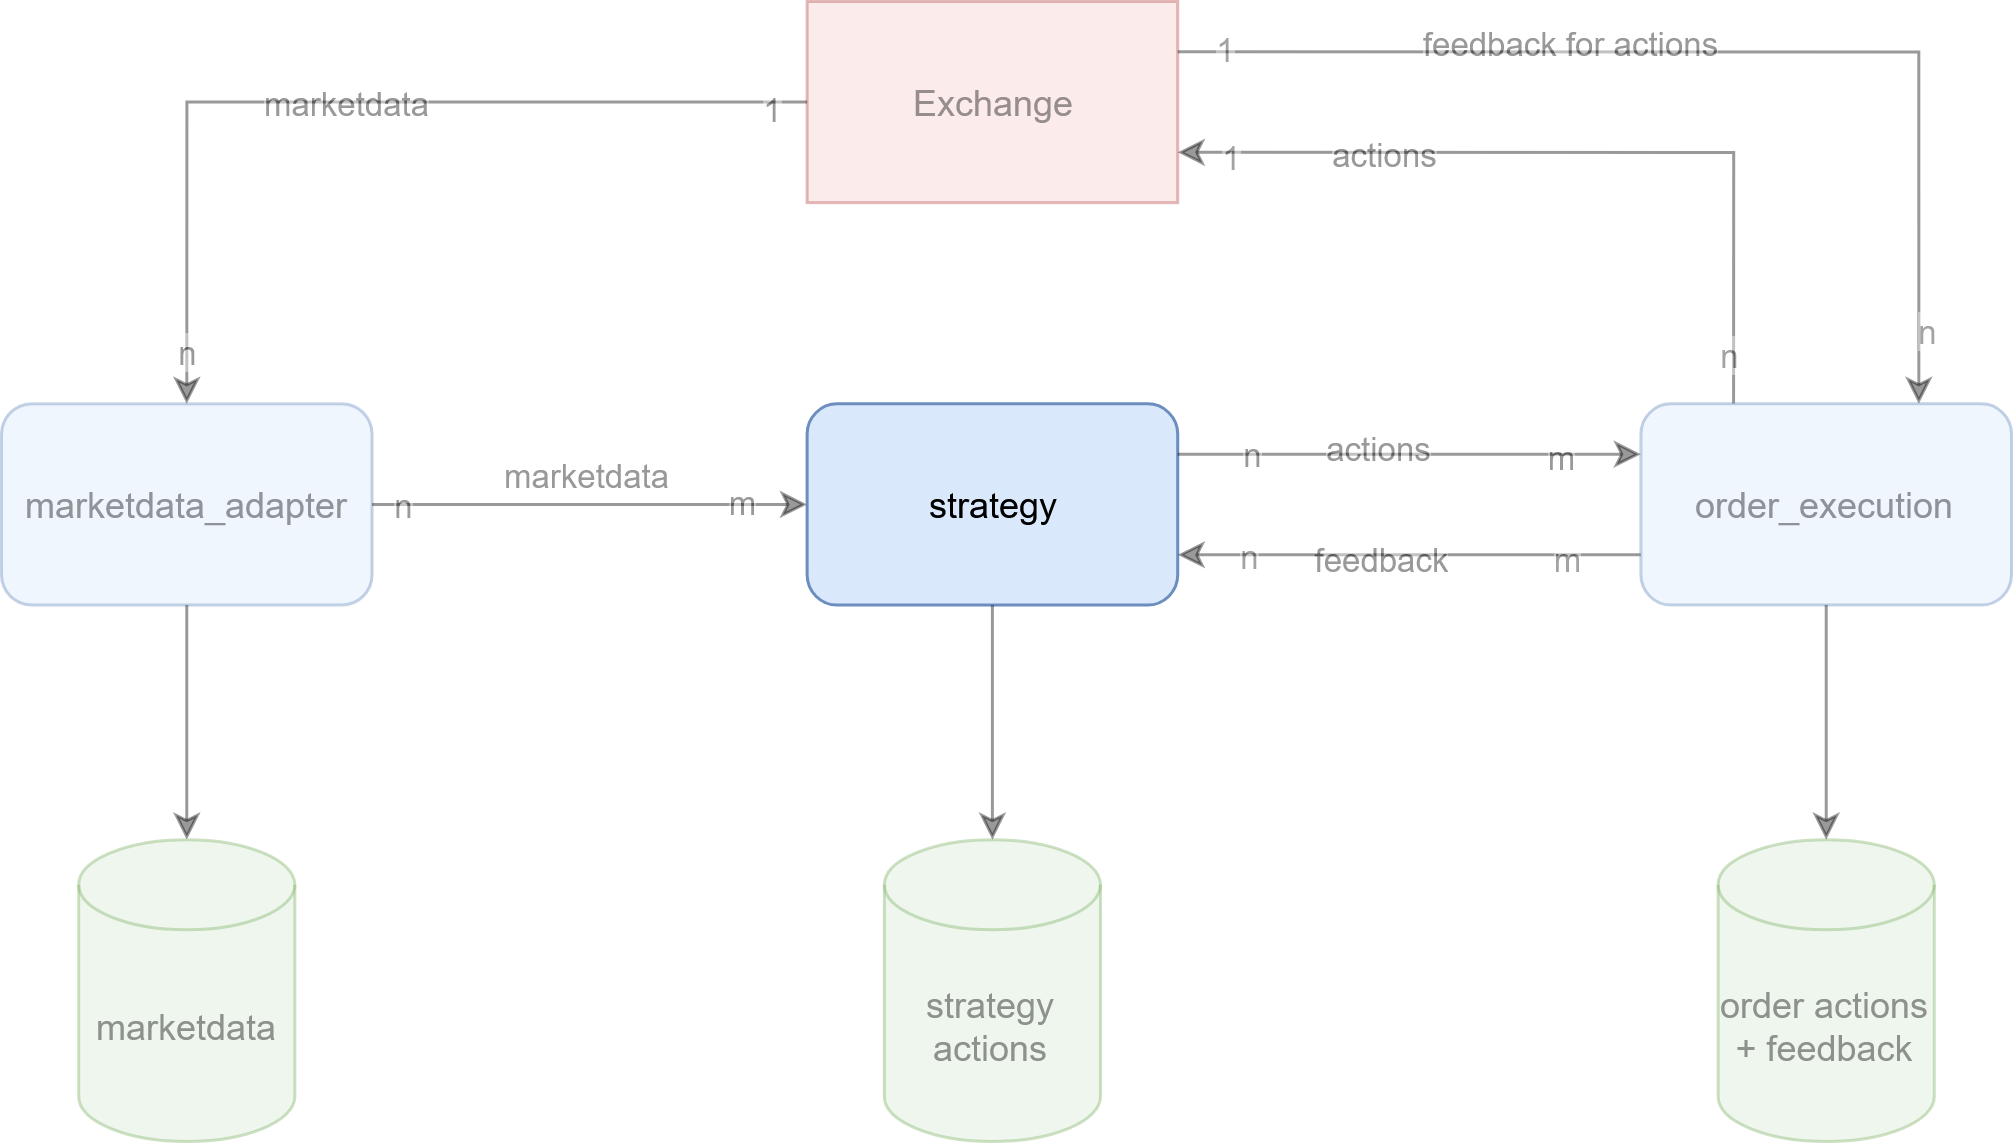 1
feedback for actions
marketdata
1
Exchange
1
actions
n
n
n
marketdata_adapter
n
marketdata
m
strategy
n
actions
m
n
feedback
m
order_execution
marketdata
strategy
actions
order actions
+ feedback